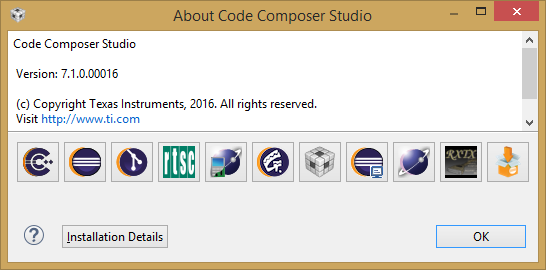 About Code Composer Studio
Code Composer Studio
Version: 7.1.0.00016
(c) Copyright Texas Instruments, 2016. All rights reserved.
Visit http://www.ti.com
rtsc
RXTX
?
Installation Details
OK